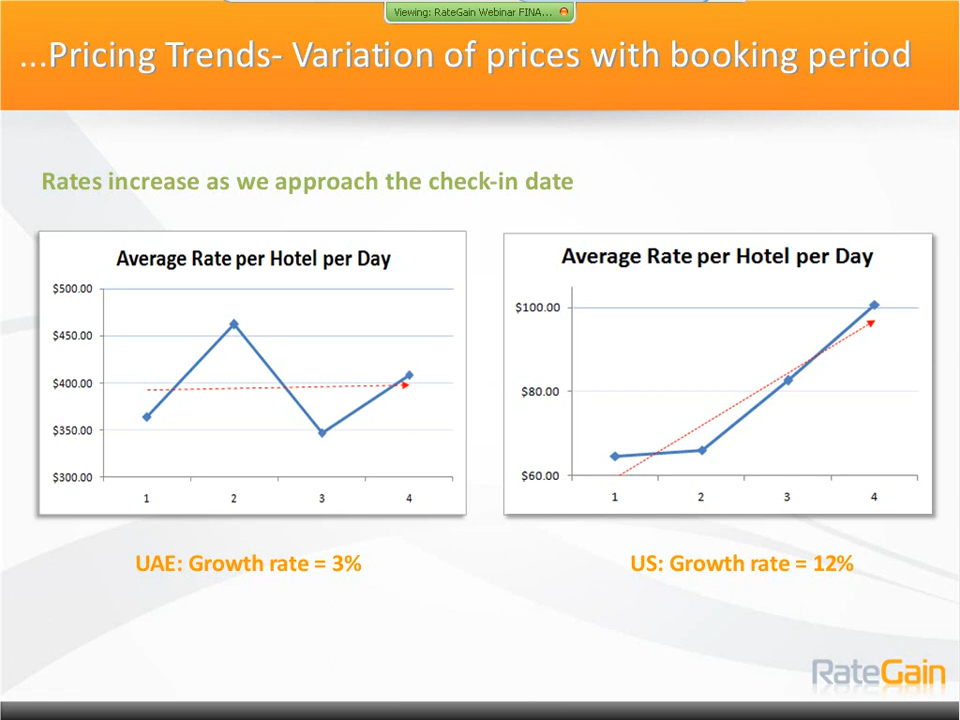 Viewing: RateGain Webinar FINA...
...Pricing Trends- Variation of prices with booking period
Rates increase as we approach the check-in date
Average Rate per Hotel per Day
$500.00
$450.00
$400.00
$350.00
$300.00
1 2 3 4
UAE: Growth rate = 3%
Average Rate per Hotel per Day
$100.00
$80.00
$60.00
1 2 3 4
US: Growth rate = 12%
RateGain